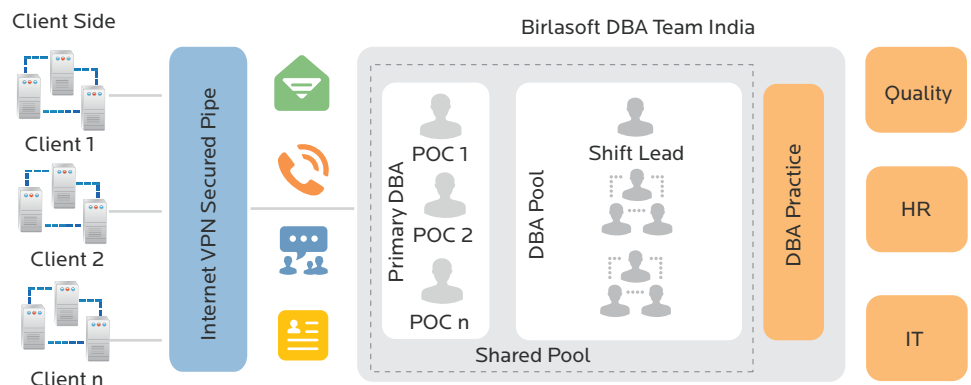 Client Side
Birlasoft DBA Team India
Client 1
Client 2
Client n
Internet VPN Secured Pipe
Primary DBA
POC 1
POC 2
POC n
DBA Pool
Shift Lead
Shared Pool
DBA Practice
Quality
HR
IT